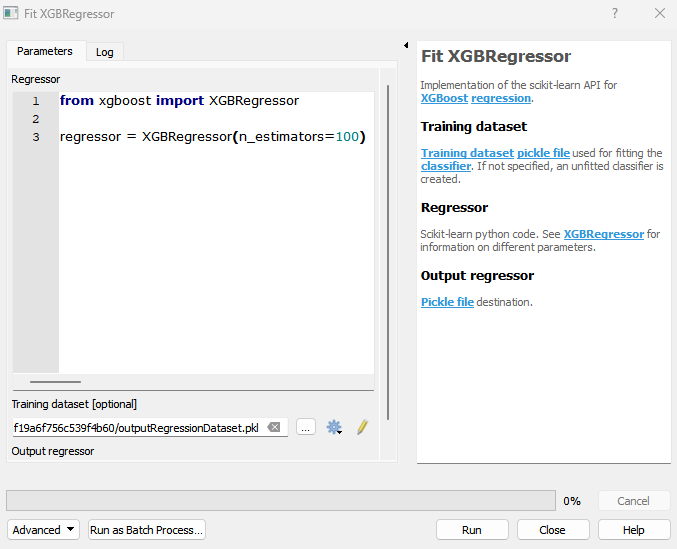 Fit XGBRegressor
?
Parameters
Log
Regressor
1 from xgboost import XGBRegressor
2
3 regressor = XGBRegressor(n_estimators=100)
Training dataset [optional]
f19a6f756c539f4b60/outputRegressionDataset.pkl
...
Output regressor
Fit XGBRegressor
Implementation of the scikit-learn API for
XGBoost regression.
Training dataset
Training dataset pickle file used for fitting the
classifier. If not specified, an unfitted classifier is
created.
Regressor
Scikit-learn python code. See XGBRegressor for
information on different parameters.
Output regressor
Pickle file destination.
0%
Cancel
Advanced
Run as Batch Process...
Run
Close
Help